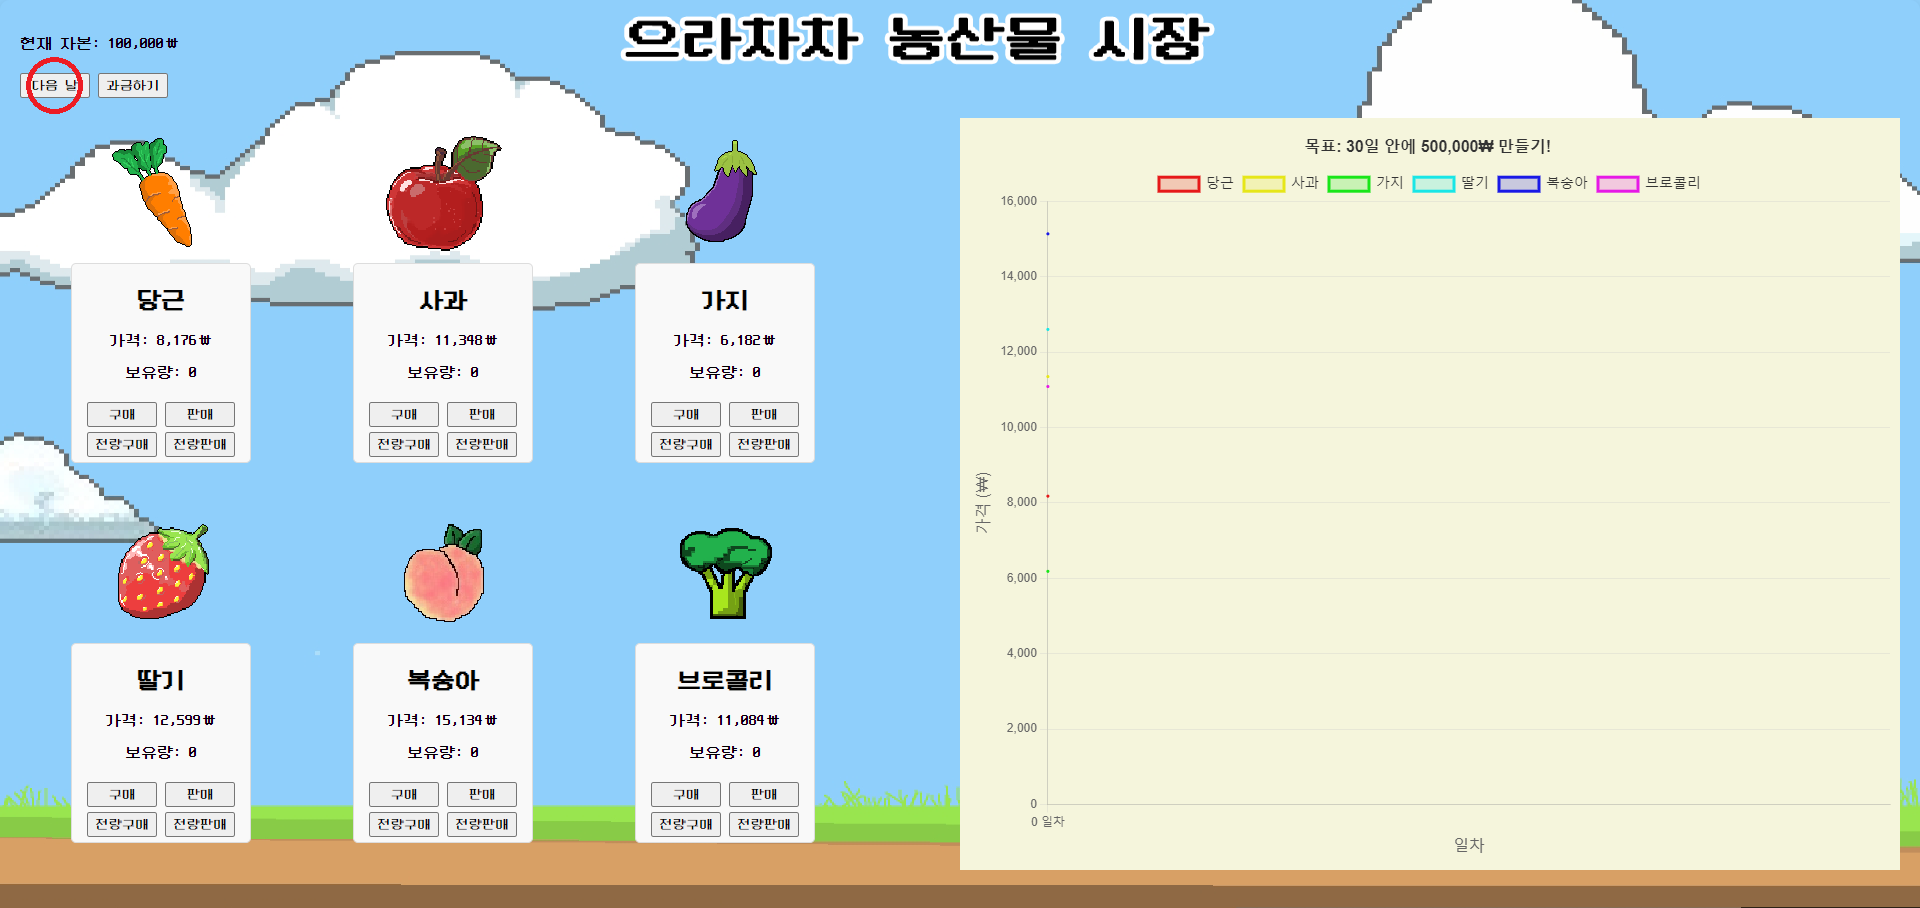 으라차차 농산물 시장
현재 자본: 100,000₩
다음 날 과금하기
당근
가격: 8,176₩
보유량: 0
구매 판매
전량구매 전량판매
사과
가격: 11,348₩
보유량: 0
구매 판매
전량구매 전량판매
가지
가격: 6,182₩
보유량: 0
구매 판매
전량구매 전량판매
딸기
가격: 12,599₩
보유량: 0
구매 판매
전량구매 전량판매
복숭아
가격: 15,134₩
보유량: 0
구매 판매
전량구매 전량판매
브로콜리
가격: 11,084₩
보유량: 0
구매 판매
전량구매 전량판매
목표: 30일 안에 500,000₩ 만들기!
당근 사과 가지 딸기 복숭아 브로콜리
가격 (₩)
16,000
14,000
12,000
10,000
8,000
6,000
4,000
2,000
0
0 일차
일차